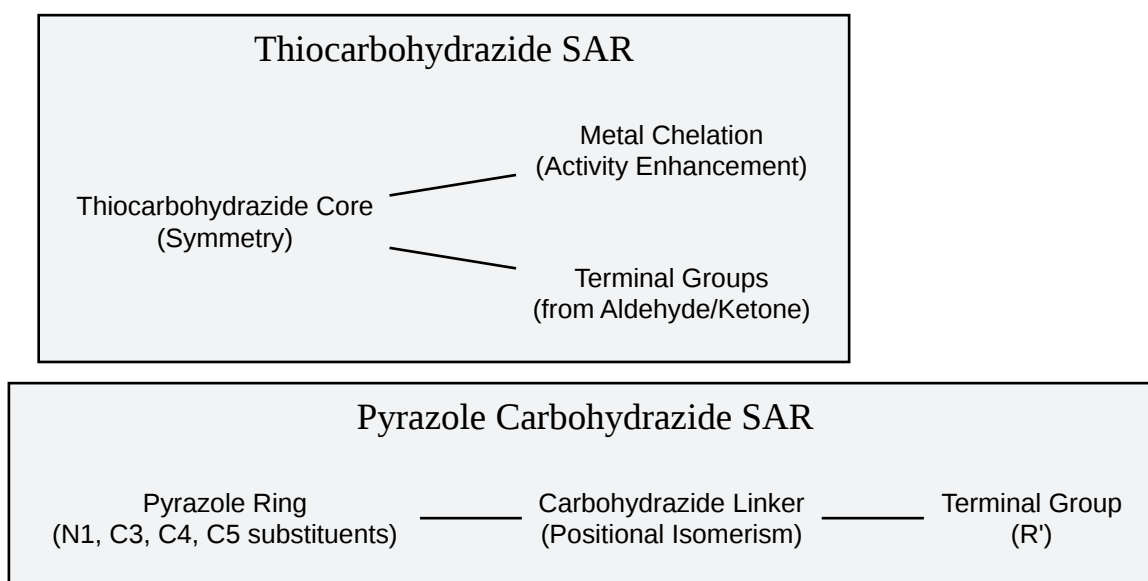 Thiocarbohydrazide SAR
Metal Chelation
(Activity Enhancement)
Thiocarbohydrazide Core
(Symmetry)
Terminal Groups
(from Aldehyde/Ketone)
Pyrazole Carbohydrazide SAR
Pyrazole Ring
(N1, C3, C4, C5 substituents)
Carbohydrazide Linker
(Positional Isomerism)
Terminal Group
(R')